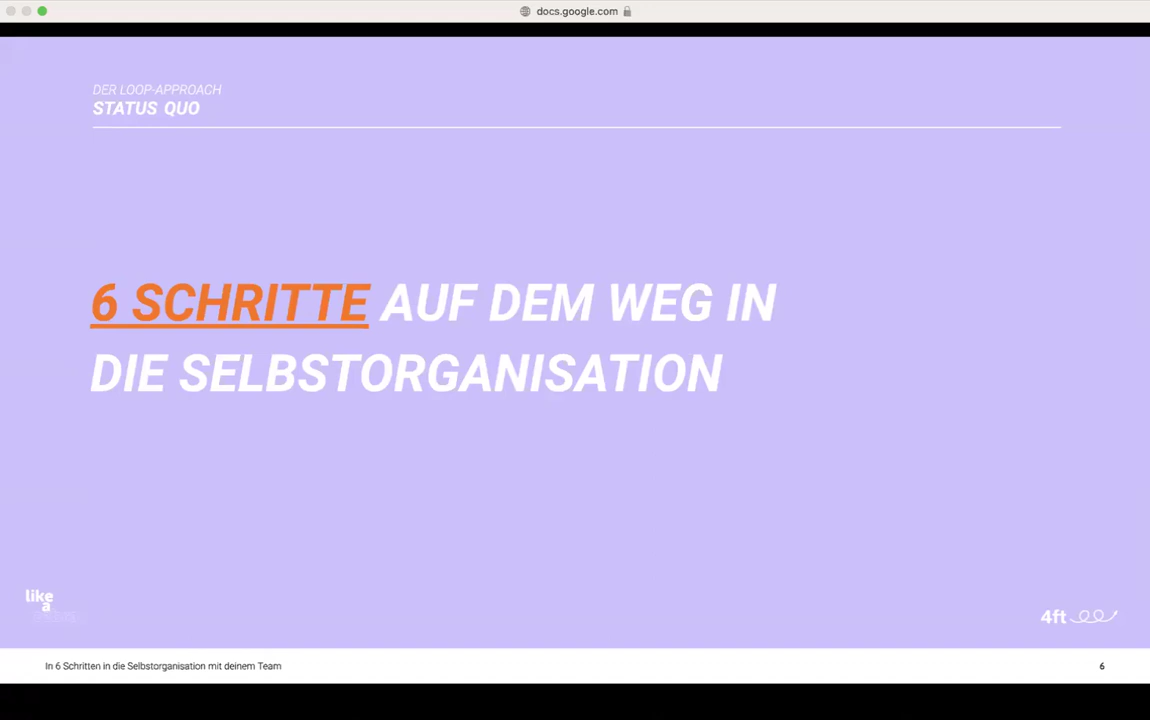 docs.google.com
DER LOOP-APPROACH
STATUS QUO
6 SCHRITTE AUF DEM WEG IN
DIE SELBSTORGANISATION
like
a
4ft
In 6 Schritten in die Selbstorganisation mit deinem Team
6